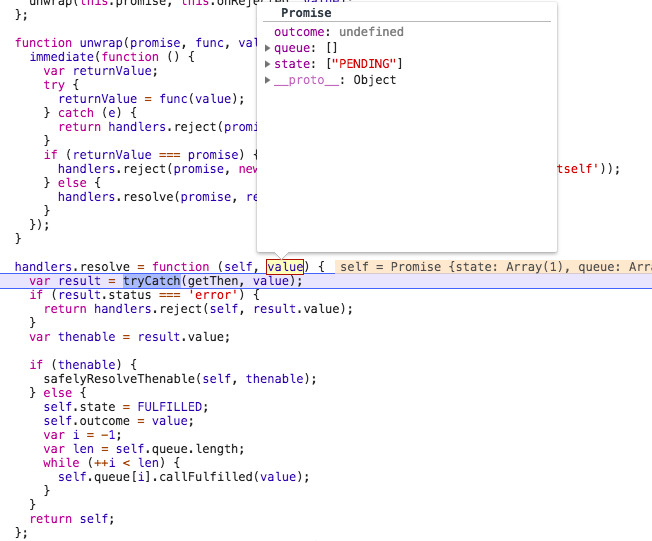 unwrap(this.promise, this.onRejected, value);
};
function unwrap(promise, func, val
immediate(function () {
var returnValue;
try {
returnValue = func(value);
} catch (e) {
return handlers.reject(promi
}
if (returnValue === promise) {
handlers.reject(promise, new
tself'));
} else {
handlers.resolve(promise, re
}
});
}
Promise
outcome: undefined
queue: []
state: ["PENDING"]
__proto__: Object
handlers.resolve = function (self, value) { self = Promise {state: Array(1), queue: Arra
var result = tryCatch(getThen, value);
if (result.status === 'error') {
return handlers.reject(self, result.value);
}
var thenable = result.value;
if (thenable) {
safelyResolveThenable(self, thenable);
} else {
self.state = FULFILLED;
self.outcome = value;
var i = -1;
var len = self.queue.length;
while (++i < len) {
self.queue[i].callFulfilled(value);
}
}
return self;
};